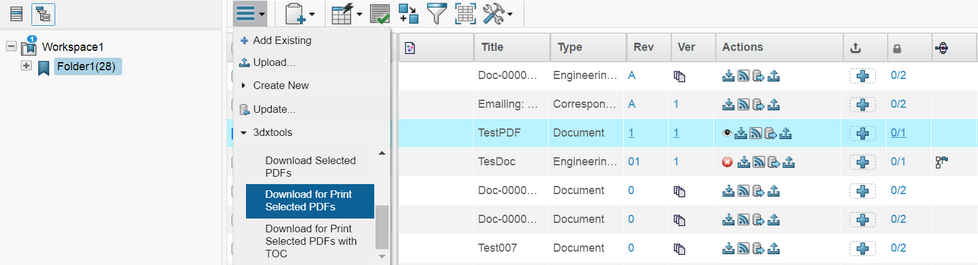 1
Workspace1
Folder1(28)
Add Existing
Upload...
Create New
Update...
3dxtools
Download Selected
PDFs
Download for Print
Selected PDFs
Download for Print
Selected PDFs with
TOC
Title Type Rev Ver Actions
Doc-0000... Engineerin... A 0/2
Emailing: ... Correspon... A 1 0/2
TestPDF Document 1 1 0/1
TesDoc Engineerin... 01 1 0/1
Doc-0000... Document 0 0/2
Doc-0000... Document 0 0/2
Test007 Document 0 0/2